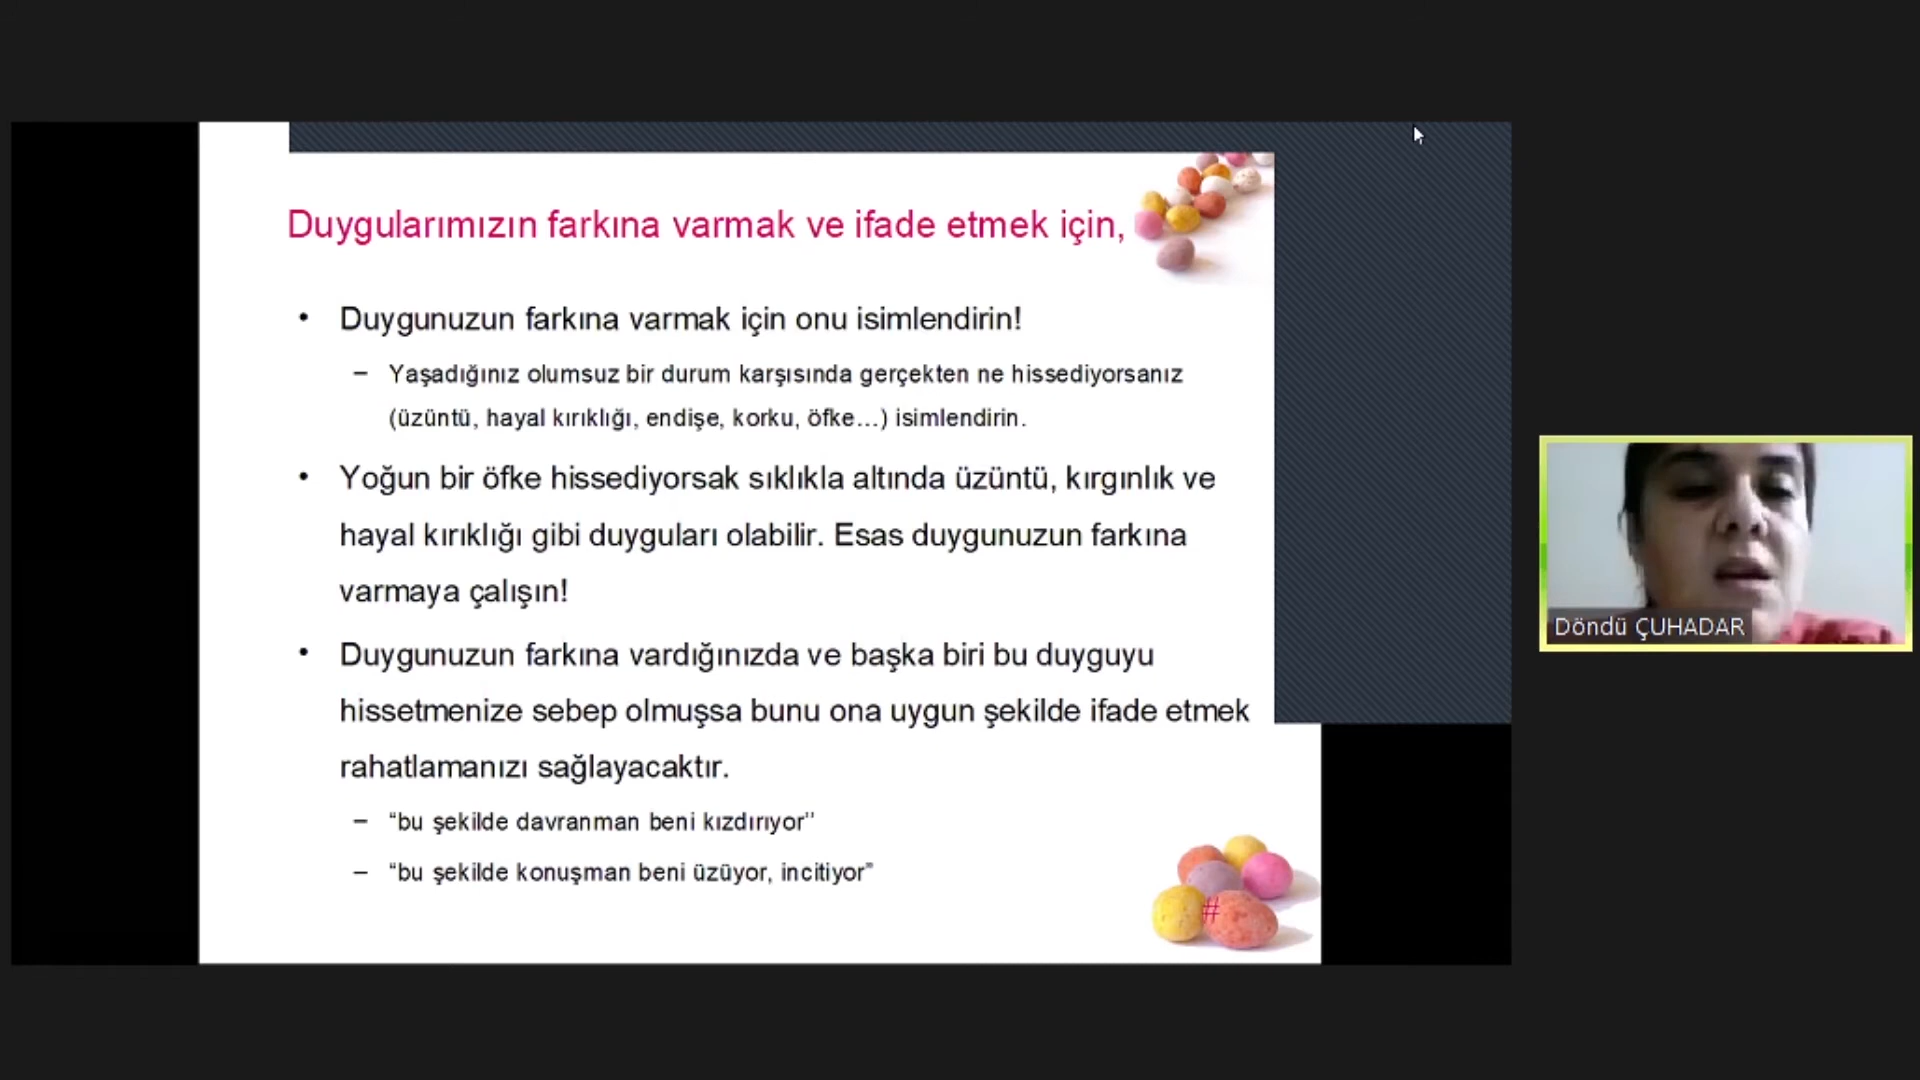 Duygularımızın farkına varmak ve ifade etmek için,
• Duygunuzun farkına varmak için onu isimlendirin!
– Yaşadığınız olumsuz bir durum karşısında gerçekten ne hissediyorsanız
(üzüntü, hayal kırıklığı, endişe, korku, öfke...) isimlendirin.
• Yoğun bir öfke hissediyorsak sıklıkla altında üzüntü, kırgınlık ve
hayal kırıklığı gibi duyguları olabilir. Esas duygunuzun farkına
varmaya çalışın!
• Duygunuzun farkına vardığınızda ve başka biri bu duyguyu
hissetmenize sebep olmuşsa bunu ona uygun şekilde ifade etmek
rahatlamanızı sağlayacaktır.
– “bu şekilde davranman beni kızdırıyor’’
– “bu şekilde konuşman beni üzüyor, incitiyor”
#
Döndü ÇUHADAR